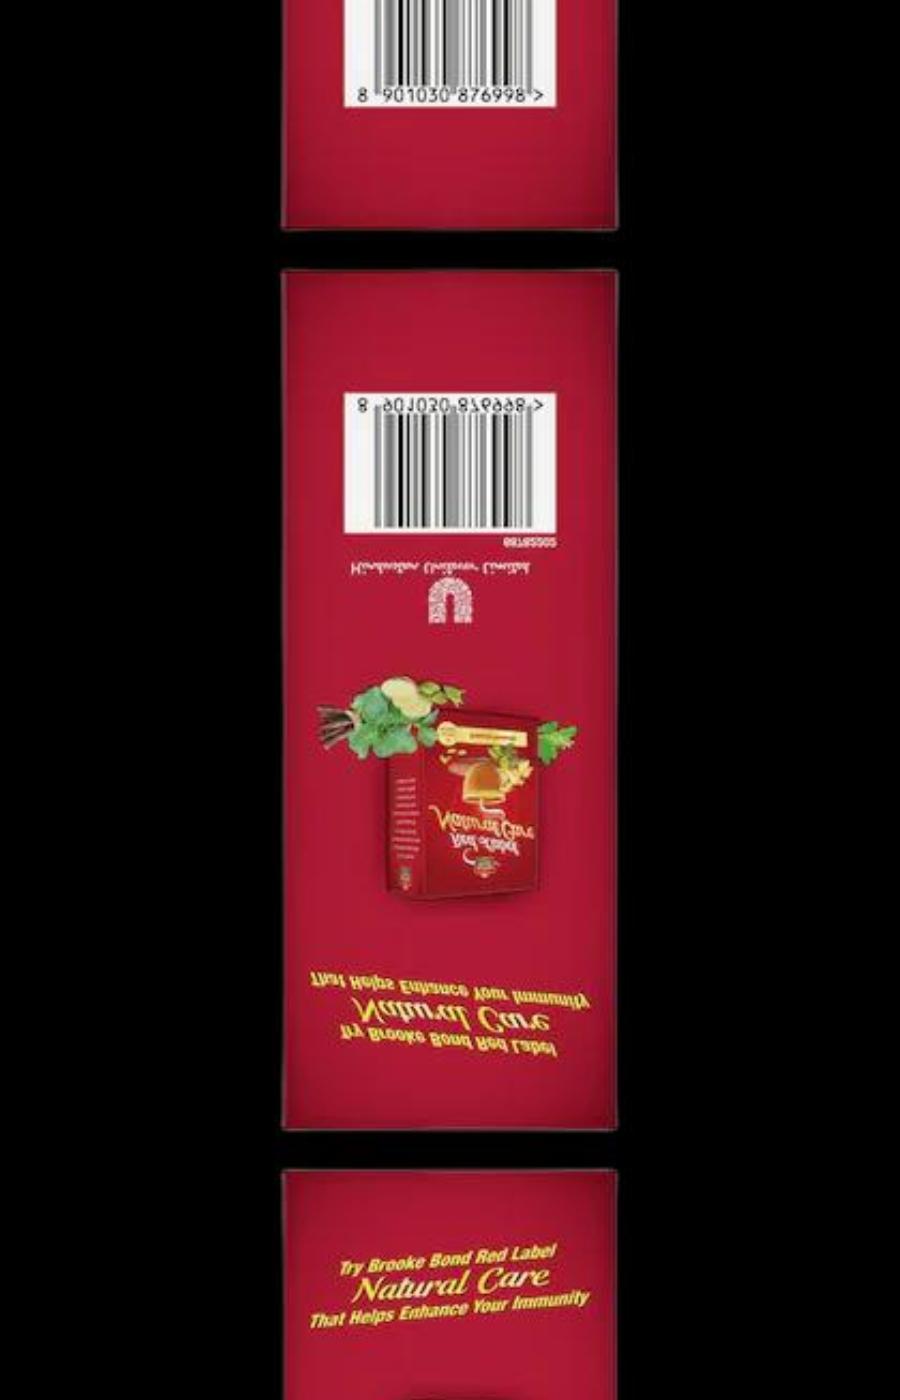 8 901030 876998 >
8 901030 876998 >
Hindustan Unilever Limited
Natural Care
Red Label
That Helps Enhance Your Immunity
Natural Care
Try Brooke Bond Red Label
Try Brooke Bond Red Label
Natural Care
That Helps Enhance Your Immunity